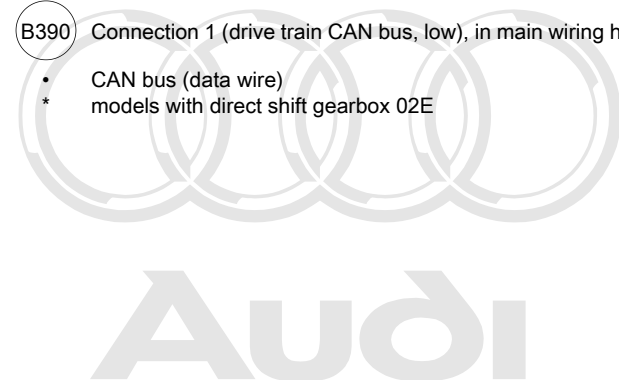 B390 Connection 1 (drive train CAN bus, low), in main wiring h
• CAN bus (data wire)
* models with direct shift gearbox 02E
Audi